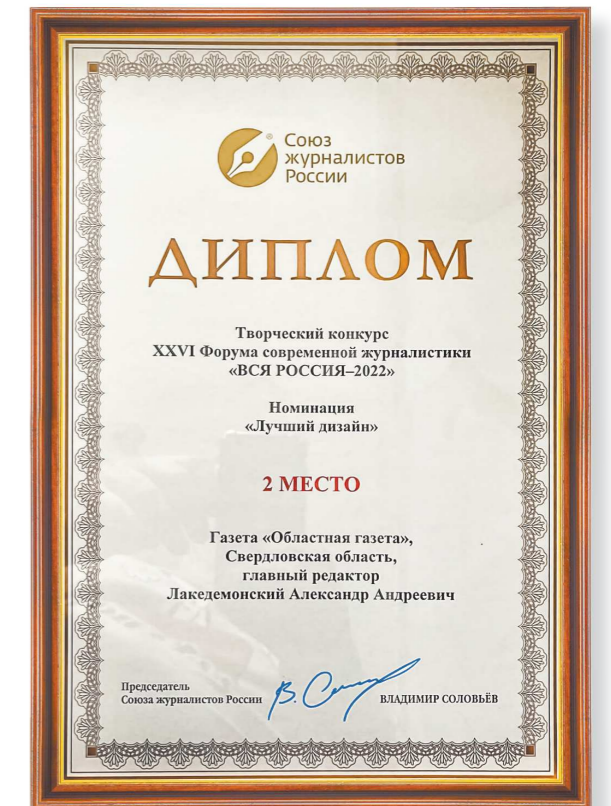 Союз
журналистов
России
ДИПЛОМ
Творческий конкурс
XXVI Форума современной журналистики
«ВСЯ РОССИЯ–2022»
Номинация
«Лучший дизайн»
2 МЕСТО
Газета «Областная газета»,
Свердловская область,
главный редактор
Лакедемонский Александр Андреевич
Председатель
Союза журналистов России
ВЛАДИМИР СОЛОВЬЁВ